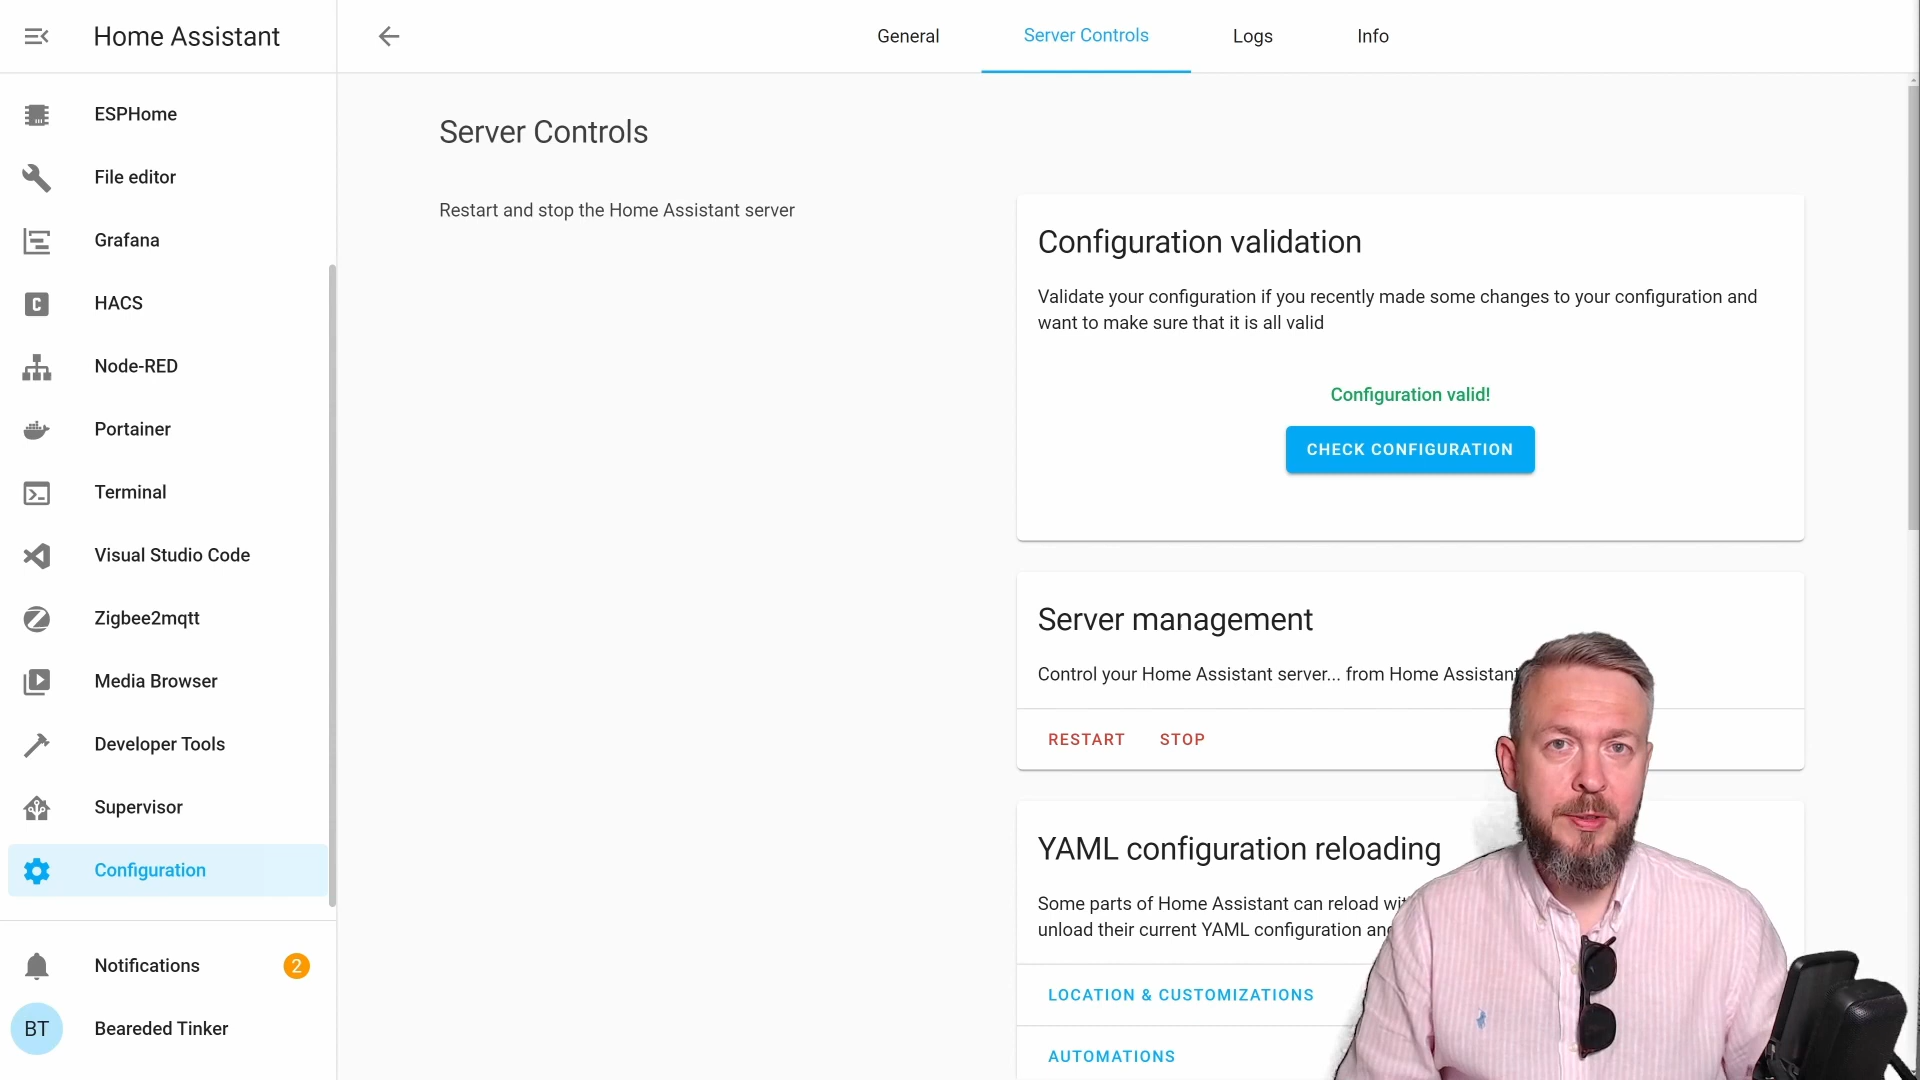 Home Assistant
ESPHome
File editor
Grafana
HACS
Node-RED
Portainer
Terminal
Visual Studio Code
Zigbee2mqtt
Media Browser
Developer Tools
Supervisor
Configuration
Notifications 2
BT Beareded Tinker
General Server Controls Logs Info
Server Controls
Restart and stop the Home Assistant server
Configuration validation
Validate your configuration if you recently made some changes to your configuration and
want to make sure that it is all valid
Configuration valid!
CHECK CONFIGURATION
Server management
Control your Home Assistant server... from Home Assistant
RESTART STOP
YAML configuration reloading
Some parts of Home Assistant can reload
unload their current YAML configuration
LOCATION & CUSTOMIZATIONS
AUTOMATIONS